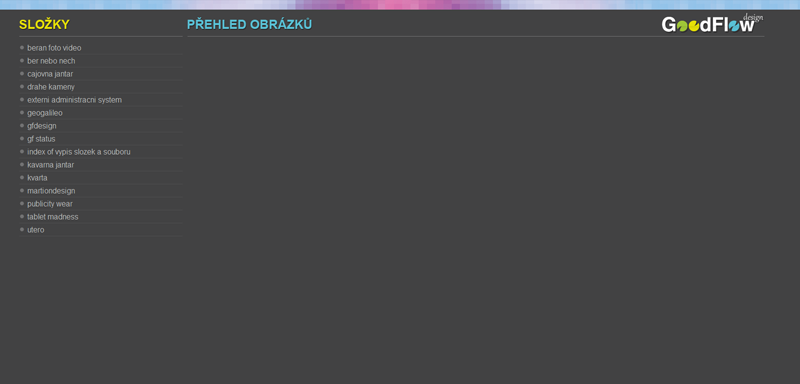 SLOŽKY
PŘEHLED OBRÁZKŮ
GoodFlow
design
beran foto video
ber nebo nech
cajovna jantar
drahe kameny
externi administracni system
geogalileo
gfdesign
gf status
index of vypis slozek a souboru
kavarna jantar
kvarta
martiondesign
publicity wear
tablet madness
utero